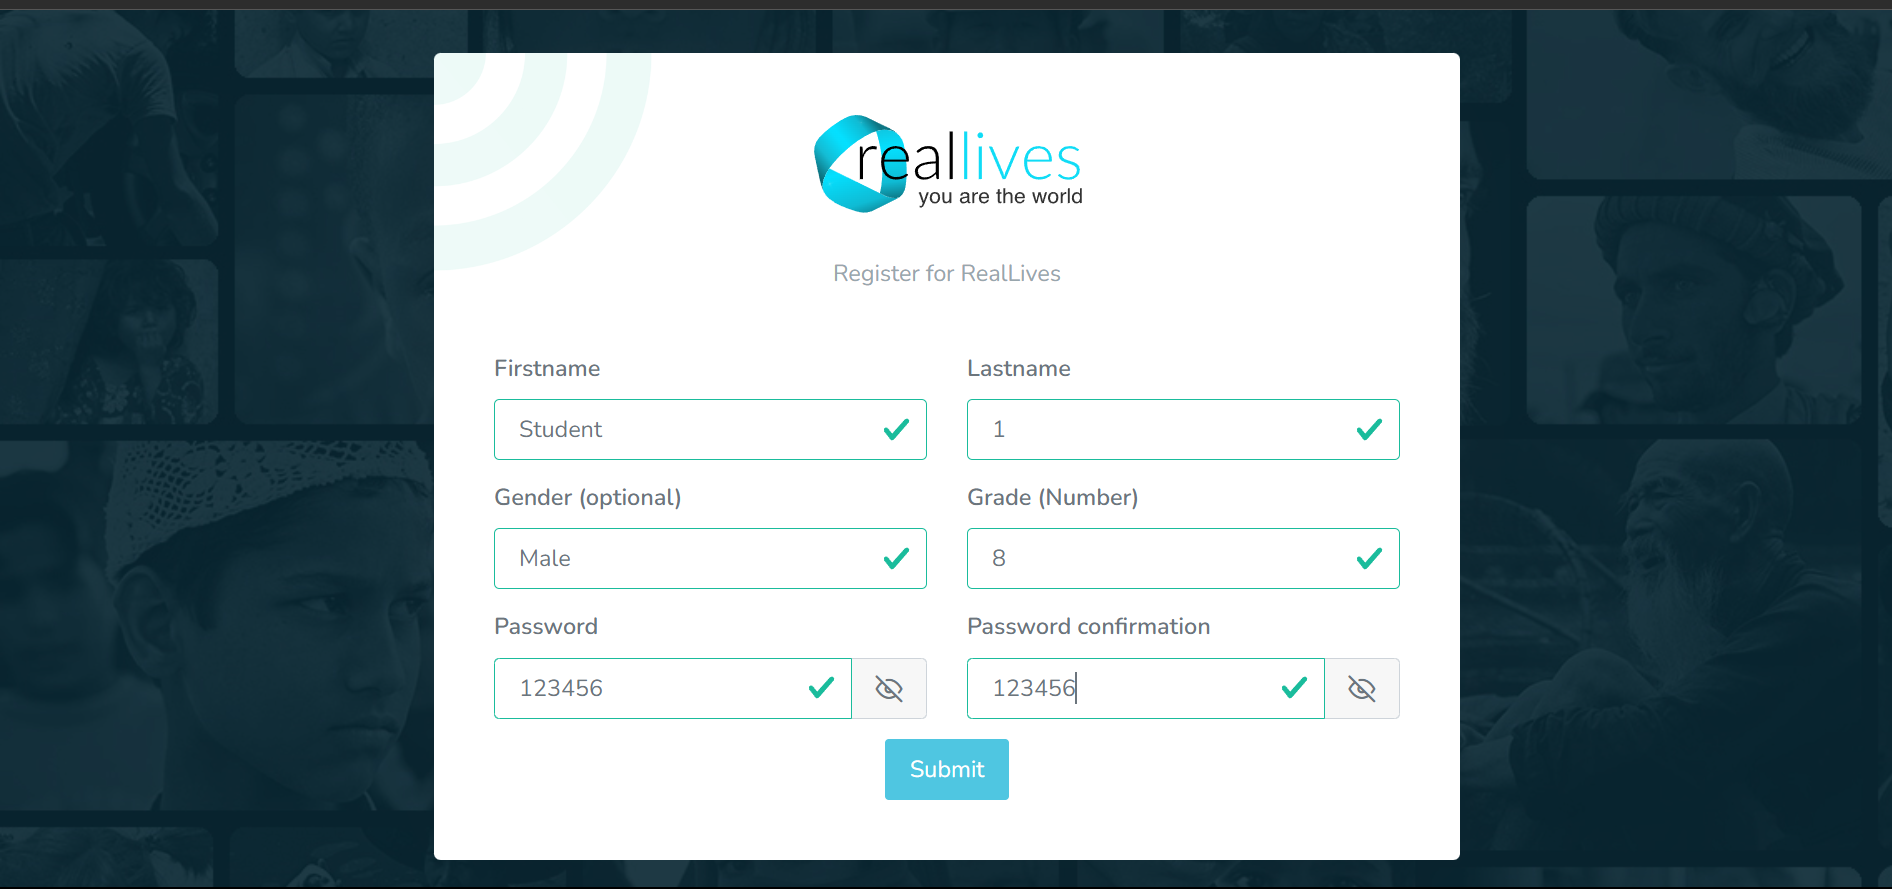 reallives
you are the world
Register for RealLives
Firstname
Lastname
Student
1
Gender (optional)
Grade (Number)
Male
8
Password
Password confirmation
123456
123456
Submit